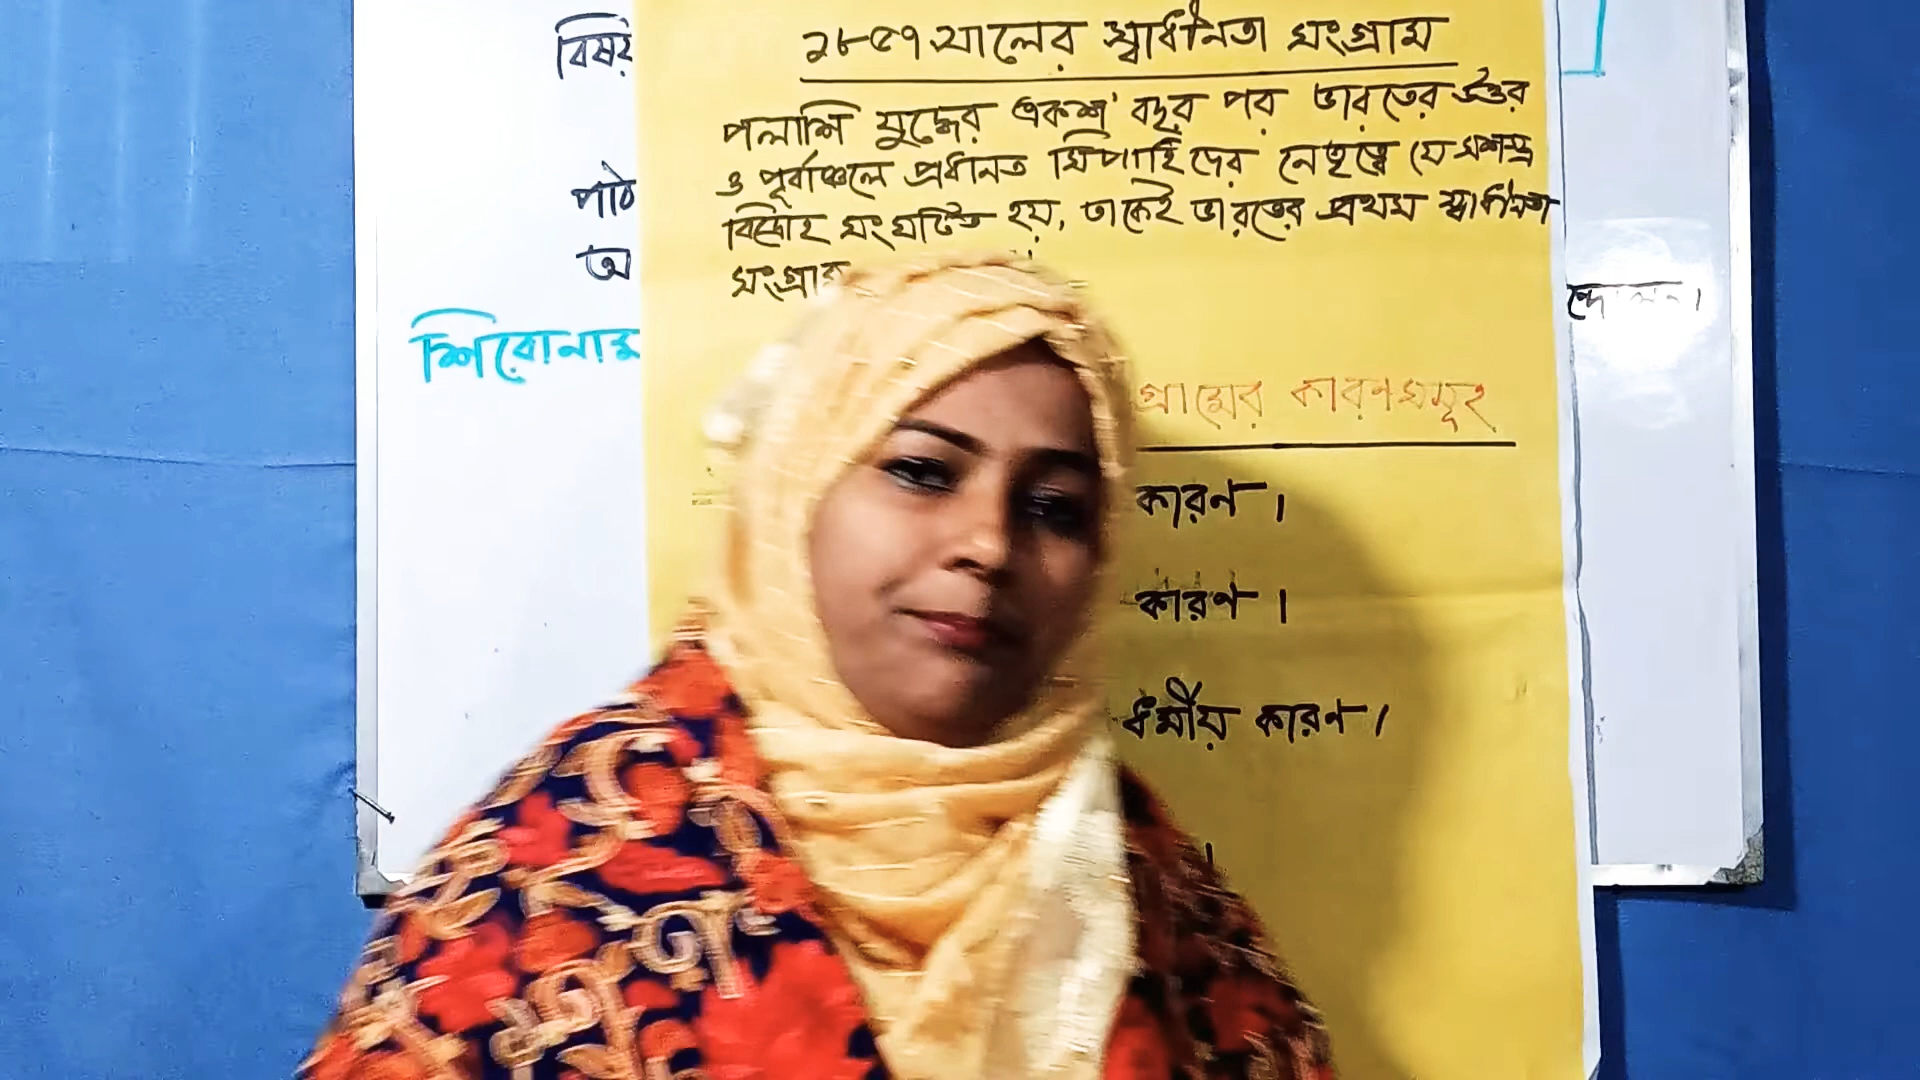 বিষয়
১৮৫৭ সালের স্বাধীনতা সংগ্রাম
পলাশি যুদ্ধের একশ' বছর পর ভারতের উত্তর
ও পূর্বাঞ্চলে প্রধানত সিপাহিদের নেতৃত্বে যে সশস্ত্র
বিদ্রোহ সংঘটিত হয়, তাকেই ভারতের প্রথম স্বাধীনতা
সংগ্রাম
পাঠ
অ
ন্দোলন।
শিরোনাম
গ্রামের কারণসমূহ
কারণ।
কারণ।
ধর্মীয় কারণ।